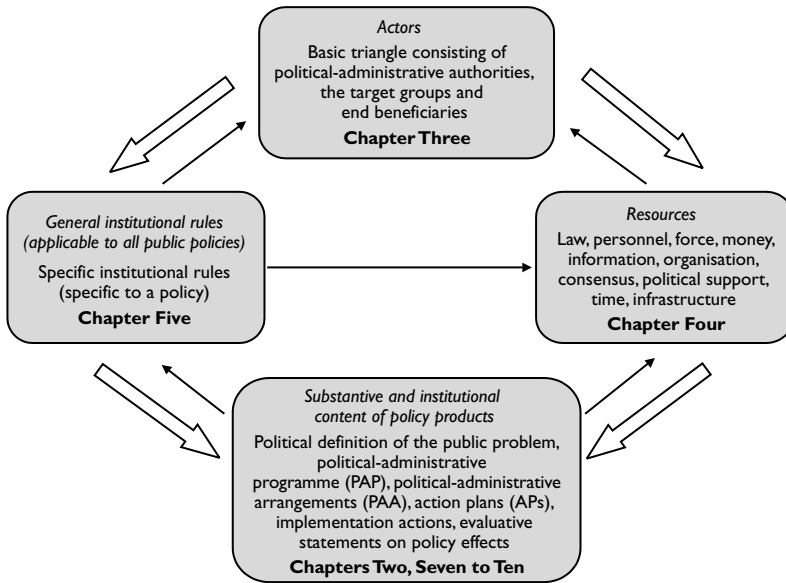 Actors
Basic triangle consisting of
political-administrative authorities,
the target groups and
end beneficiaries
Chapter Three
General institutional rules
(applicable to all public policies)
Specific institutional rules
(specific to a policy)
Chapter Five
Resources
Law, personnel, force, money,
information, organisation,
consensus, political support,
time, infrastructure
Chapter Four
Substantive and institutional
content of policy products
Political definition of the public problem,
political-administrative
programme (PAP), political-administrative
arrangements (PAA), action plans (APs),
implementation actions, evaluative
statements on policy effects
Chapters Two, Seven to Ten